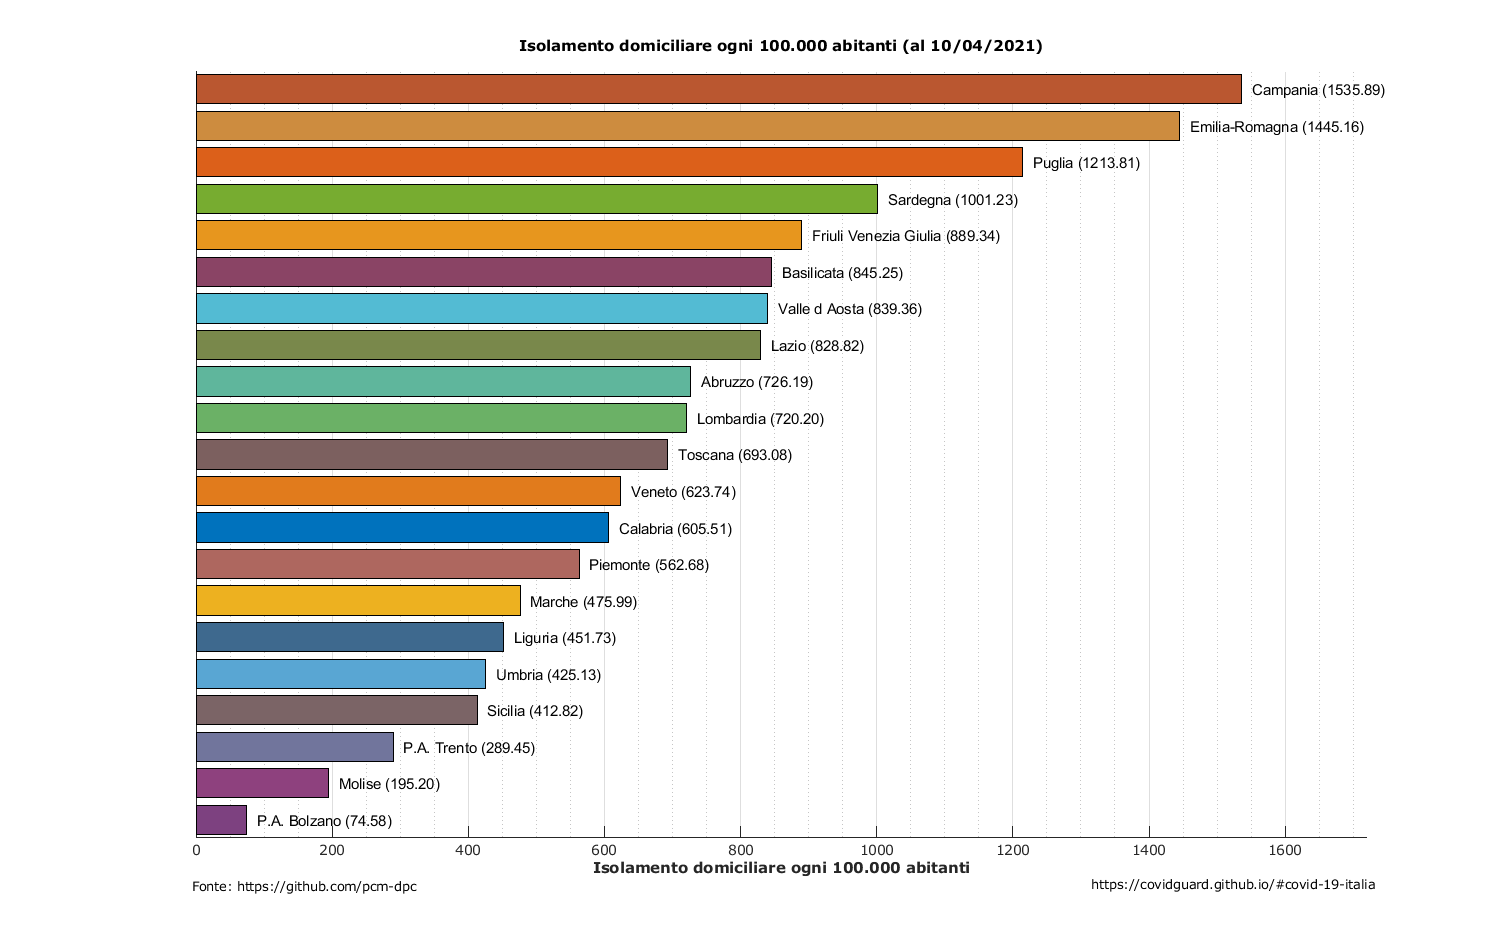 Isolamento domiciliare ogni 100.000 abitanti (al 10/04/2021)
Campania (1535.89)
Emilia-Romagna (1445.16)
Puglia (1213.81)
Sardegna (1001.23)
Friuli Venezia Giulia (889.34)
Basilicata (845.25)
Valle d Aosta (839.36)
Lazio (828.82)
Abruzzo (726.19)
Lombardia (720.20)
Toscana (693.08)
Veneto (623.74)
Calabria (605.51)
Piemonte (562.68)
Marche (475.99)
Liguria (451.73)
Umbria (425.13)
Sicilia (412.82)
P.A. Trento (289.45)
Molise (195.20)
P.A. Bolzano (74.58)
0 200 400 600 800 1000 1200 1400 1600
Isolamento domiciliare ogni 100.000 abitanti
Fonte: https://github.com/pcm-dpc
https://covidguard.github.io/#covid-19-italia